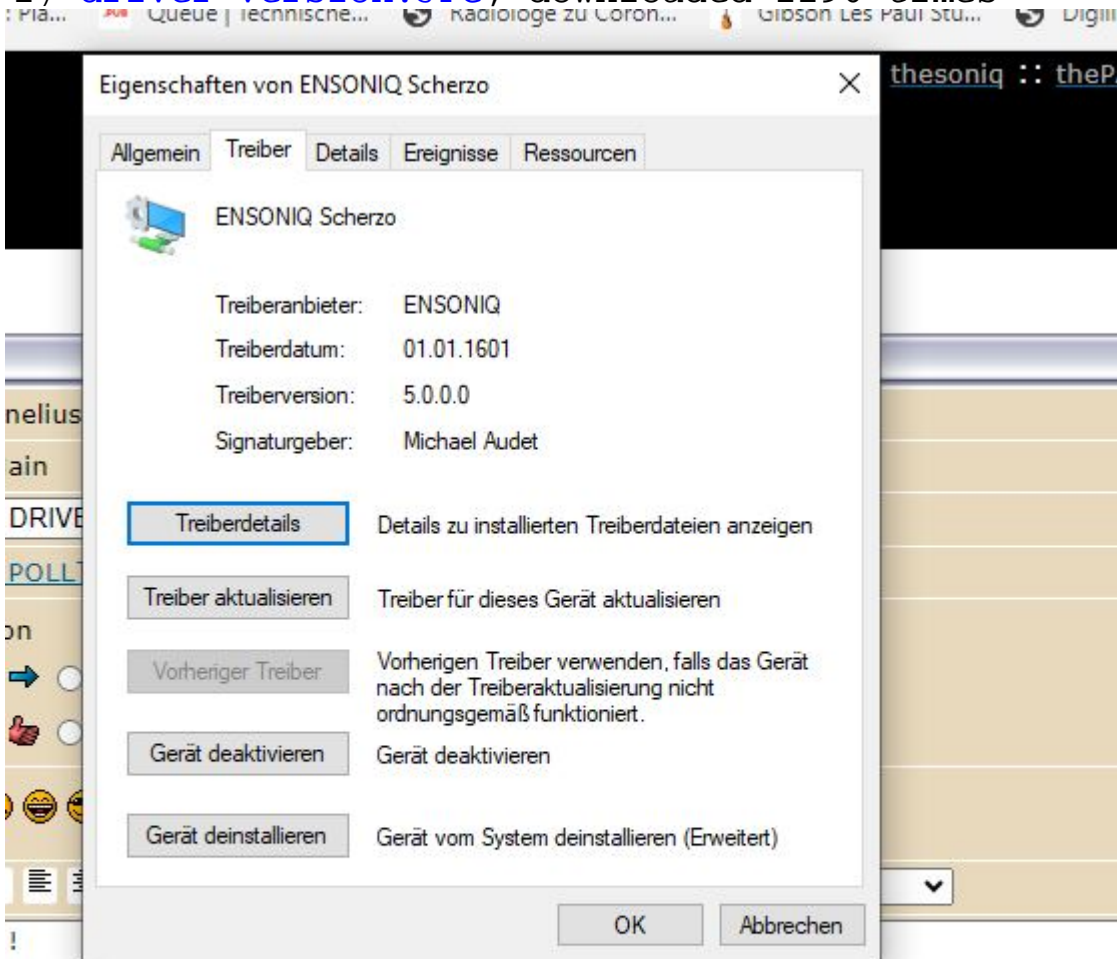 Queue | Technische...
Radiologe zu Coron...
Gibson Les Paul Stu...
Eigenschaften von ENSONIQ Scherzo
thesoniq :: theP
Allgemein Treiber Details Ereignisse Ressourcen
ENSONIQ Scherzo
Treiberanbieter: ENSONIQ
Treiberdatum: 01.01.1601
nelius
Treiberversion: 5.0.0.0
ain
Signaturgeber: Michael Audet
DRIVE
Treiberdetails Details zu installierten Treiberdateien anzeigen
POLL
Treiber aktualisieren Treiber für dieses Gerät aktualisieren
on
Vorheriger Treiber Vorherigen Treiber verwenden, falls das Gerät
nach der Treiberaktualisierung nicht
ordnungsgemäß funktioniert.
Gerät deaktivieren Gerät deaktivieren
Gerät deinstallieren Gerät vom System deinstallieren (Erweitert)
OK Abbrechen
!